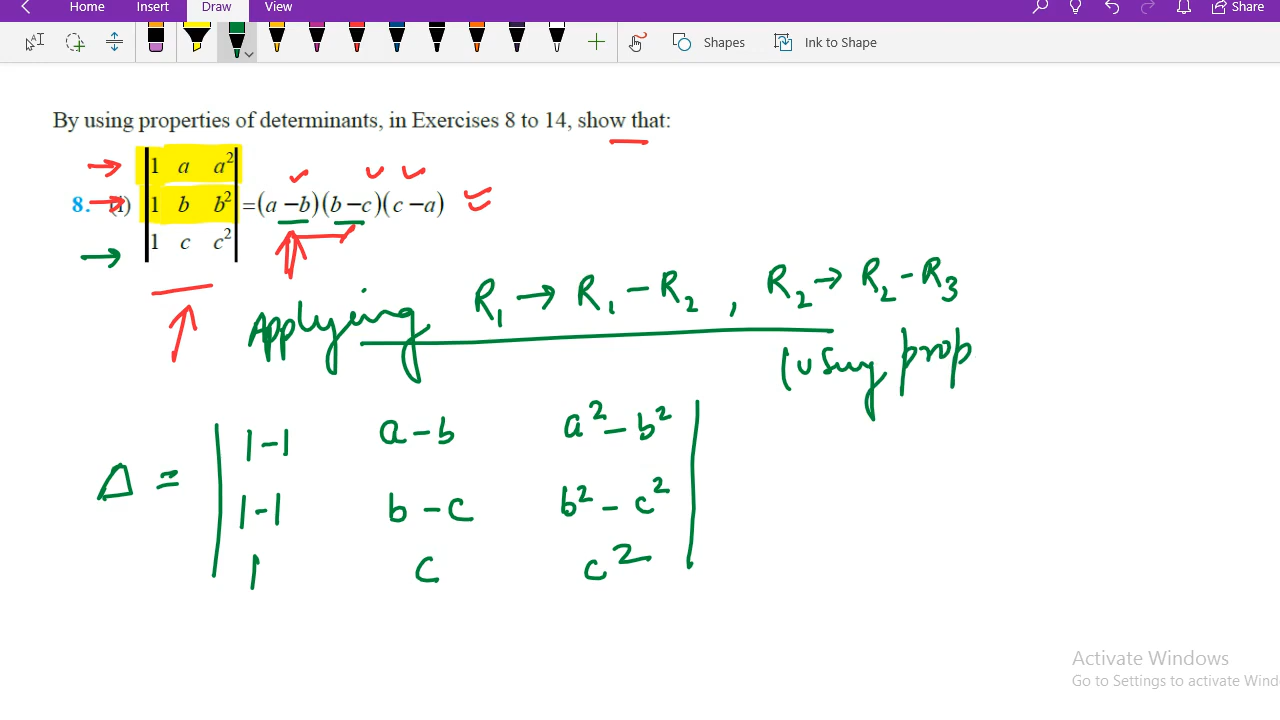 Home Insert Draw View Share
Shapes Ink to Shape
By using properties of determinants, in Exercises 8 to 14, show that:
1 a a²
8. (i) 1 b b² =(a −b)(b−c)(c−a)
1 c c²
Applying R₁ → R₁ − R₂ , R₂ → R₂ − R₃
(using prop
1−1 a−b a²−b²
Δ = 1−1 b−c b²−c²
1 c c²
Activate Windows
Go to Settings to activate Wind